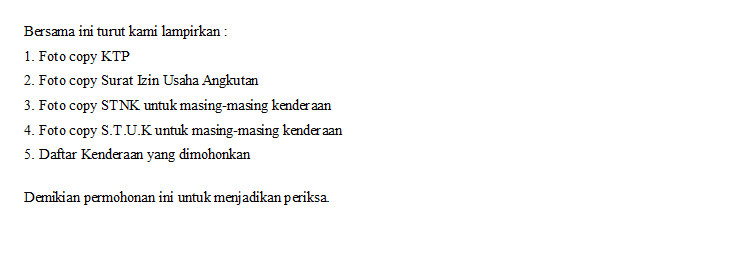 Bersama ini turut kami lampirkan :
1. Foto copy KTP
2. Foto copy Surat Izin Usaha Angkutan
3. Foto copy STNK untuk masing-masing kenderaan
4. Foto copy S.T.U.K untuk masing-masing kenderaan
5. Daftar Kenderaan yang dimohonkan
Demikian permohonan ini untuk menjadikan periksa.